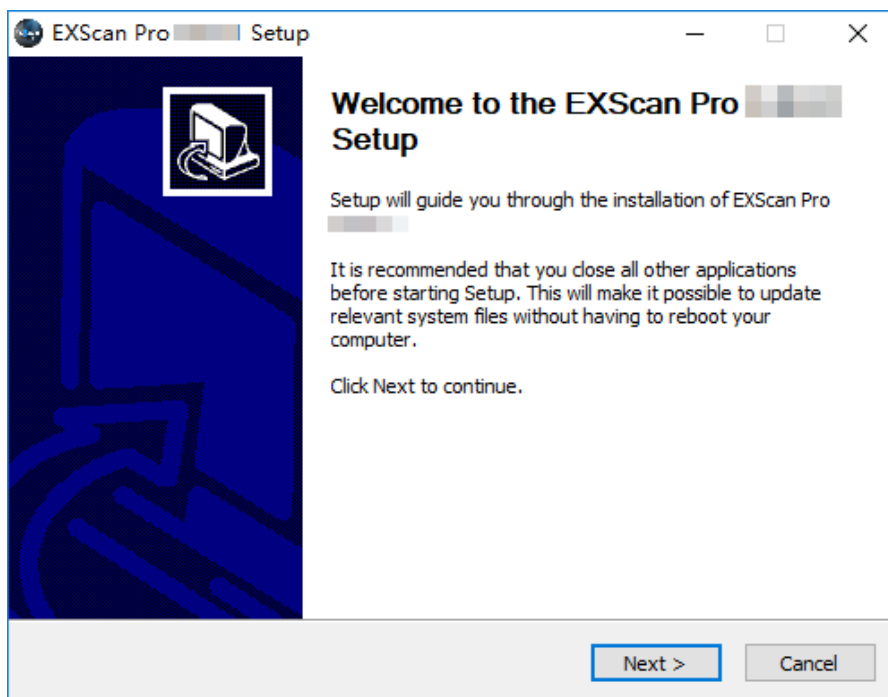 EXScan Pro Setup
Welcome to the EXScan Pro
Setup
Setup will guide you through the installation of EXScan Pro
It is recommended that you close all other applications
before starting Setup. This will make it possible to update
relevant system files without having to reboot your
computer.
Click Next to continue.
Next >
Cancel